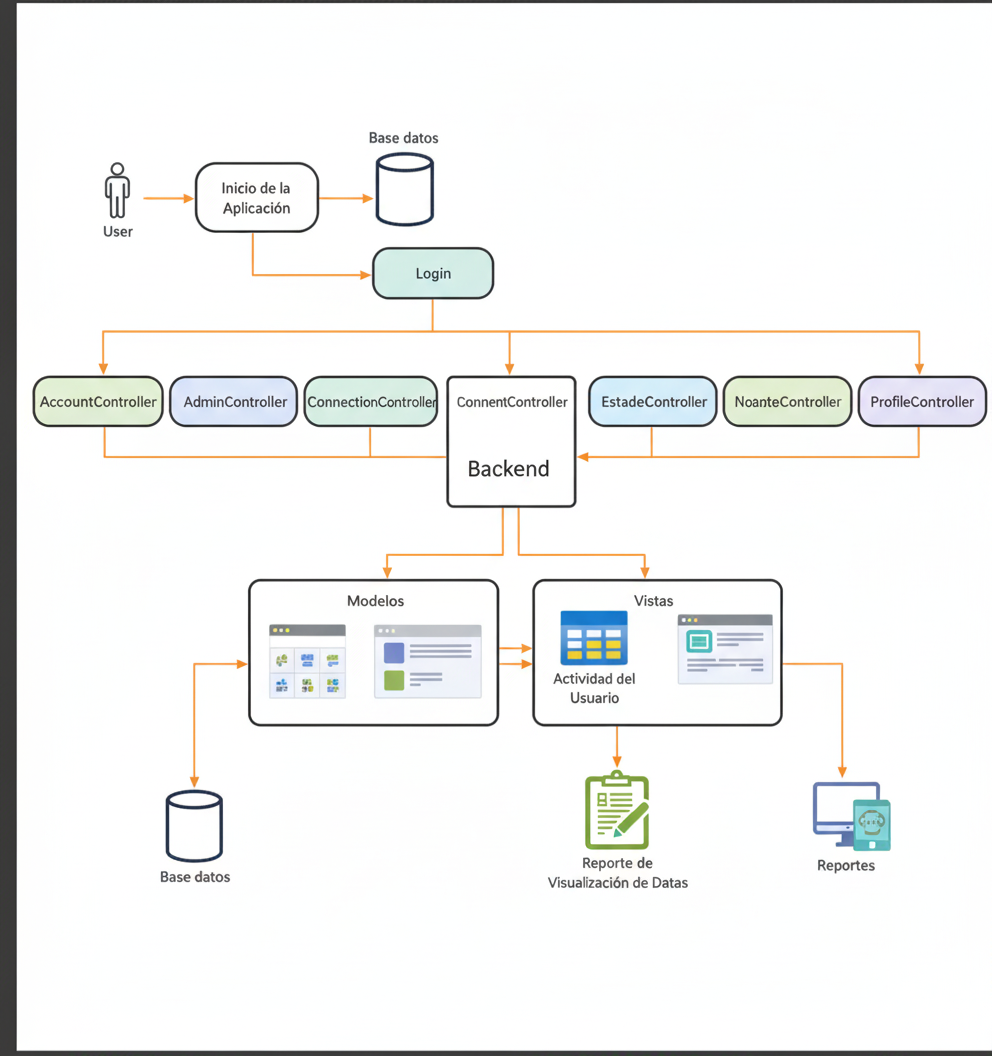 Base datos
User
Inicio de la
Aplicación
Login
AccountController
AdminController
ConnectionController
ConnentController
EstadeController
NoanteController
ProfileController
Backend
Modelos
Vistas
Actividad del
Usuario
Base datos
Reporte de
Visualización de Datas
Reportes